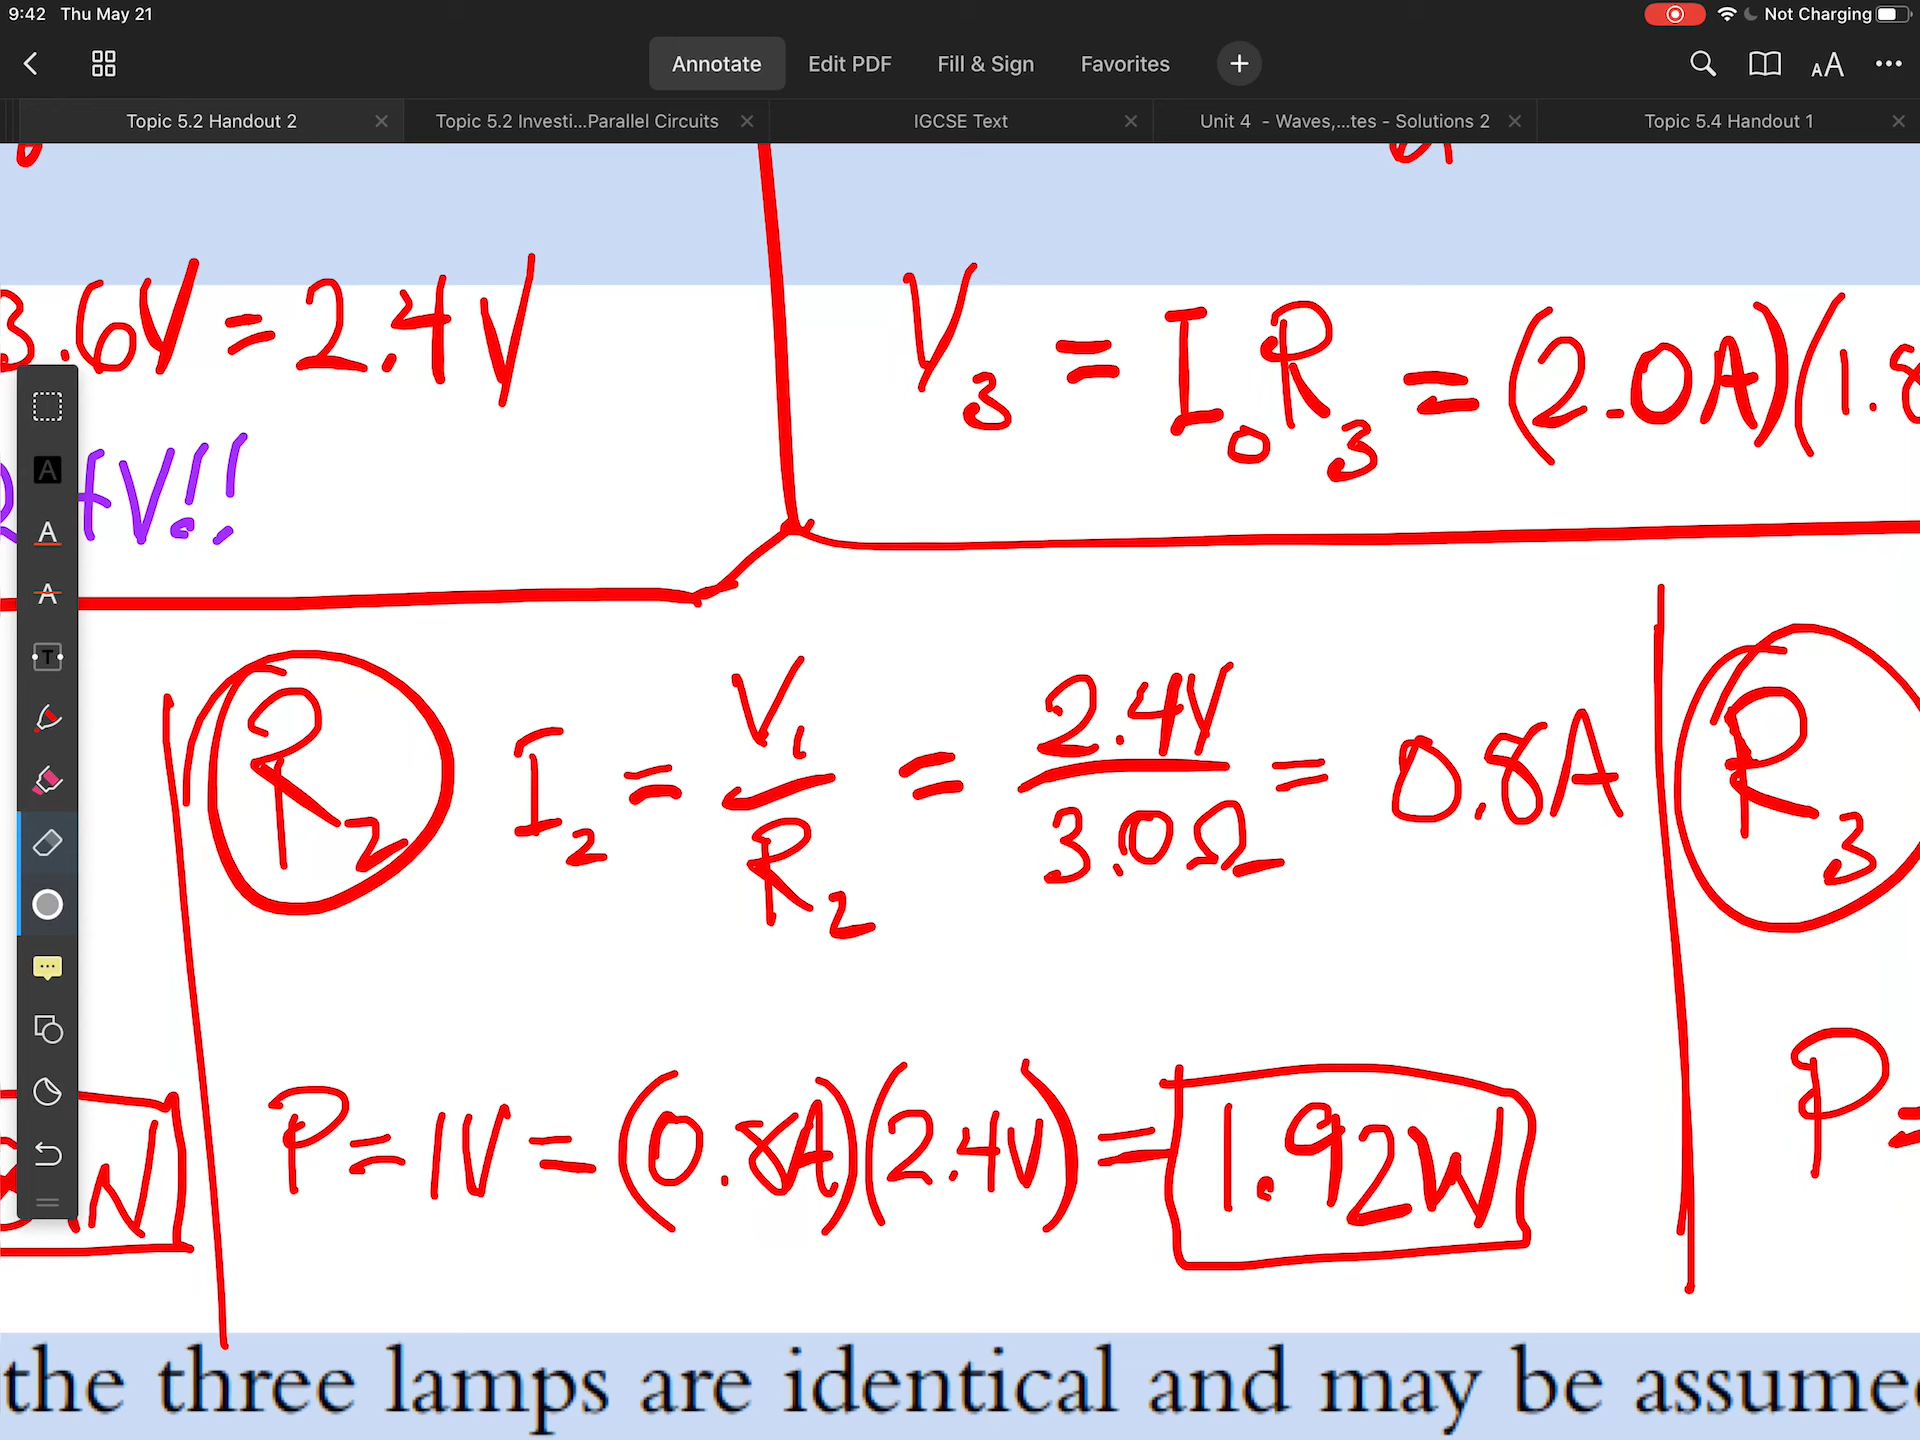 9:42 Thu May 21 Not Charging
Annotate Edit PDF Fill & Sign Favorites
Topic 5.2 Handout 2 Topic 5.2 Investi...Parallel Circuits IGCSE Text Unit 4 - Waves,...tes - Solutions 2 Topic 5.4 Handout 1
3.6V = 2.4V
V₃ = I₀R₃ = (2.0A)(1.8
4V!!
R₂ I₂ = V₁/R₂ = 2.4V/3.0Ω = 0.8A
R₃
P = IV = (0.8A)(2.4V) = 1.92W
P =
W
the three lamps are identical and may be assume